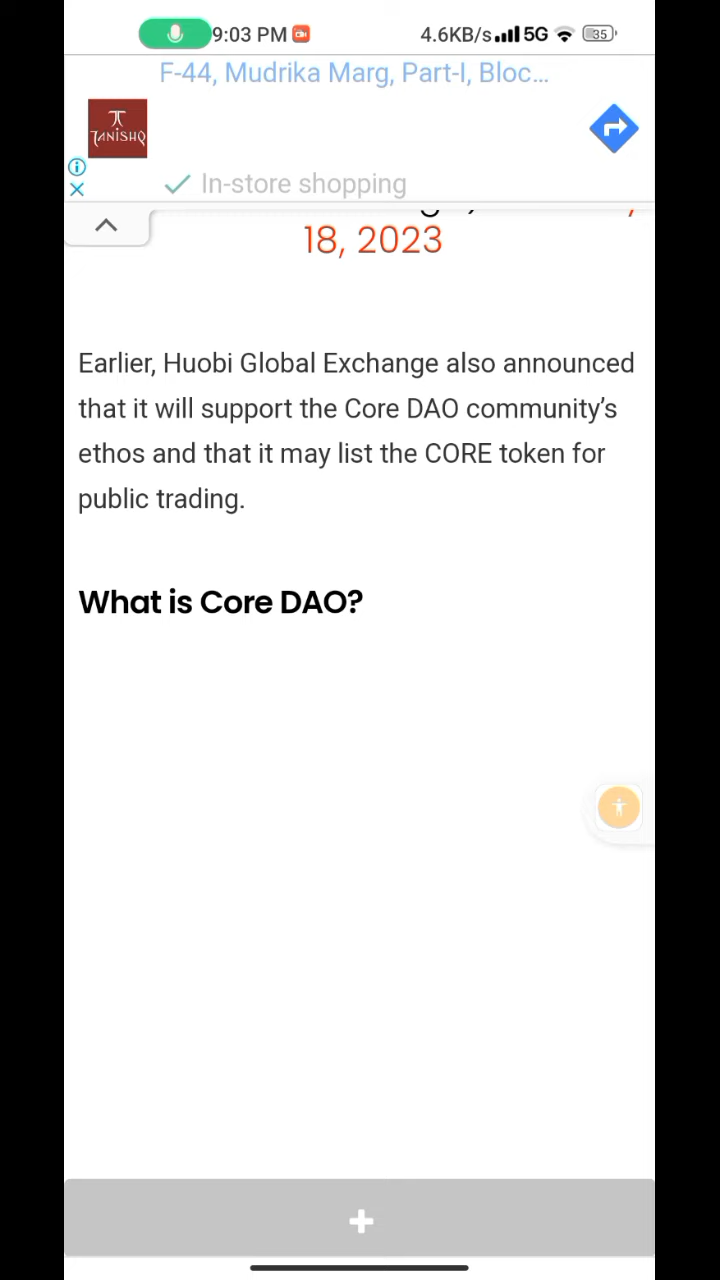 9:03 PM 4.6KB/s 5G 35
F-44, Mudrika Marg, Part-I, Bloc...
TANISHQ
In-store shopping
18, 2023
Earlier, Huobi Global Exchange also announced
that it will support the Core DAO community’s
ethos and that it may list the CORE token for
public trading.
What is Core DAO?